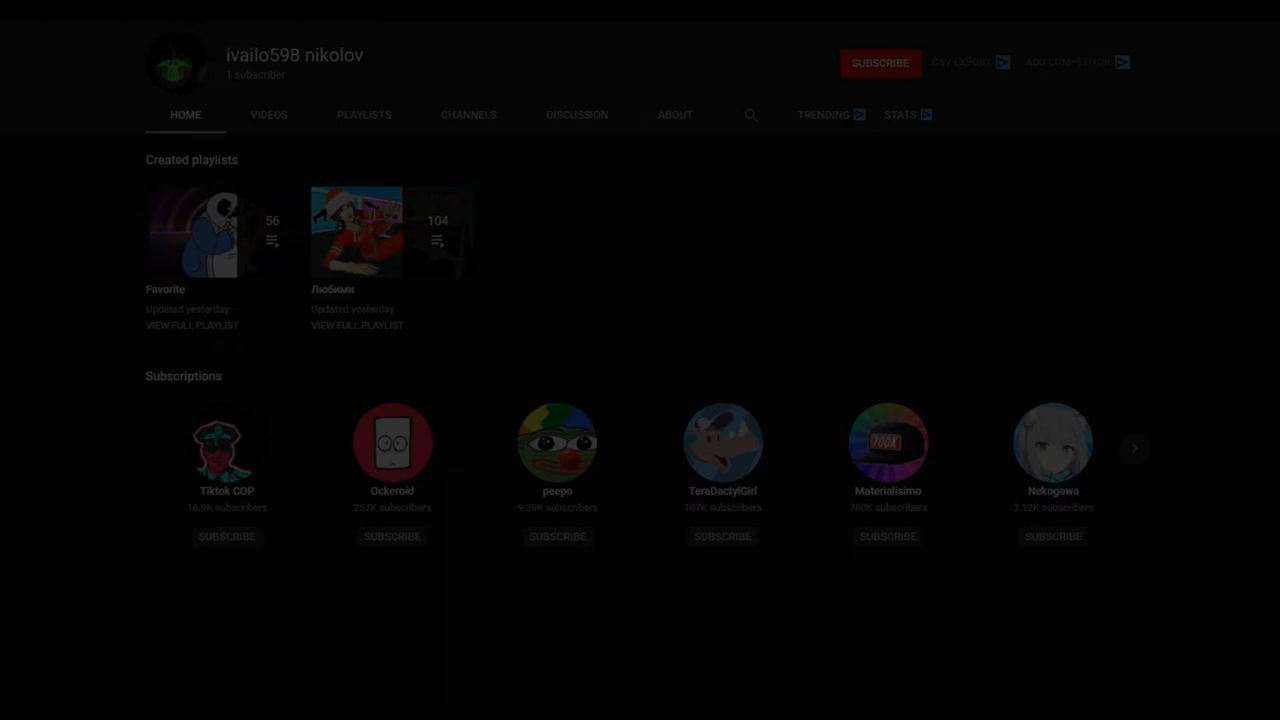 ivailo598 nikolov
1 subscriber
SUBSCRIBE
CSV EXPORT
ADD COMPETITOR
HOME
VIDEOS
PLAYLISTS
CHANNELS
DISCUSSION
ABOUT
TRENDING
STATS
Created playlists
56
104
Favorite
Любими
Updated yesterday
Updated yesterday
VIEW FULL PLAYLIST
VIEW FULL PLAYLIST
Subscriptions
700K
Tiktok COP
Ockeroid
peepo
TeraDactylGirl
Materialisimo
Nekogawa
16.9K subscribers
257K subscribers
9.39K subscribers
107K subscribers
780K subscribers
2.32K subscribers
SUBSCRIBE
SUBSCRIBE
SUBSCRIBE
SUBSCRIBE
SUBSCRIBE
SUBSCRIBE